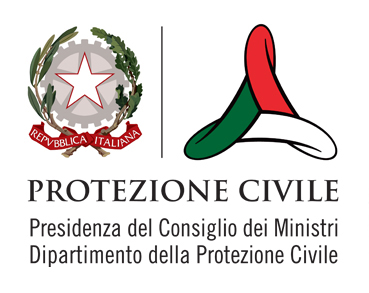 REPVBBLICA ITALIANA
PROTEZIONE CIVILE
Presidenza del Consiglio dei Ministri
Dipartimento della Protezione Civile